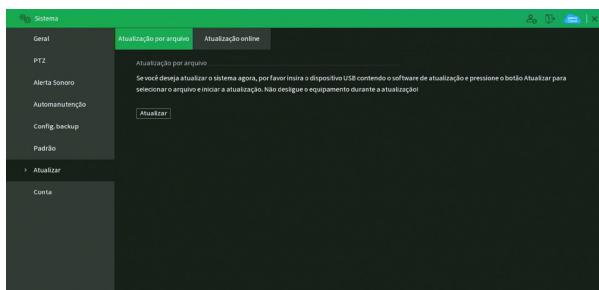 Sistema
Geral
Atualização por arquivo
Atualização online
PTZ
Atualização por arquivo
Se você deseja atualizar o sistema agora, por favor insira o dispositivo USB contendo o software de atualização e pressione o botão Atualizar para
selecionar o arquivo e iniciar a atualização. Não desligue o equipamento durante a atualização!
Alerta Sonoro
Automanutenção
Atualizar
Config. backup
Padrão
Atualizar
Conta